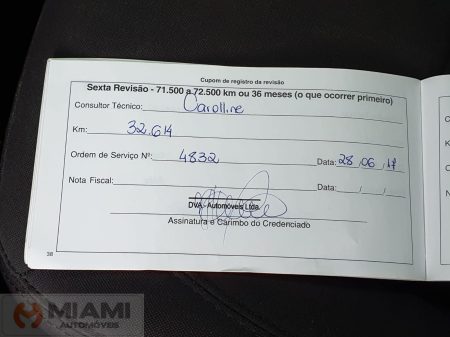 Cupom de registro da revisão
Sexta Revisão - 71.500 a 72.500 km ou 36 meses (o que ocorrer primeiro)
Consultor Técnico: Carolline
Km: 32.614
Ordem de Serviço Nº: 4832 Data: 28/06/17
Nota Fiscal: Data: / /
DVA - Automóveis Ltda.
Assinatura e Carimbo do Credenciado
38
MIAMI
AUTOMÓVEIS